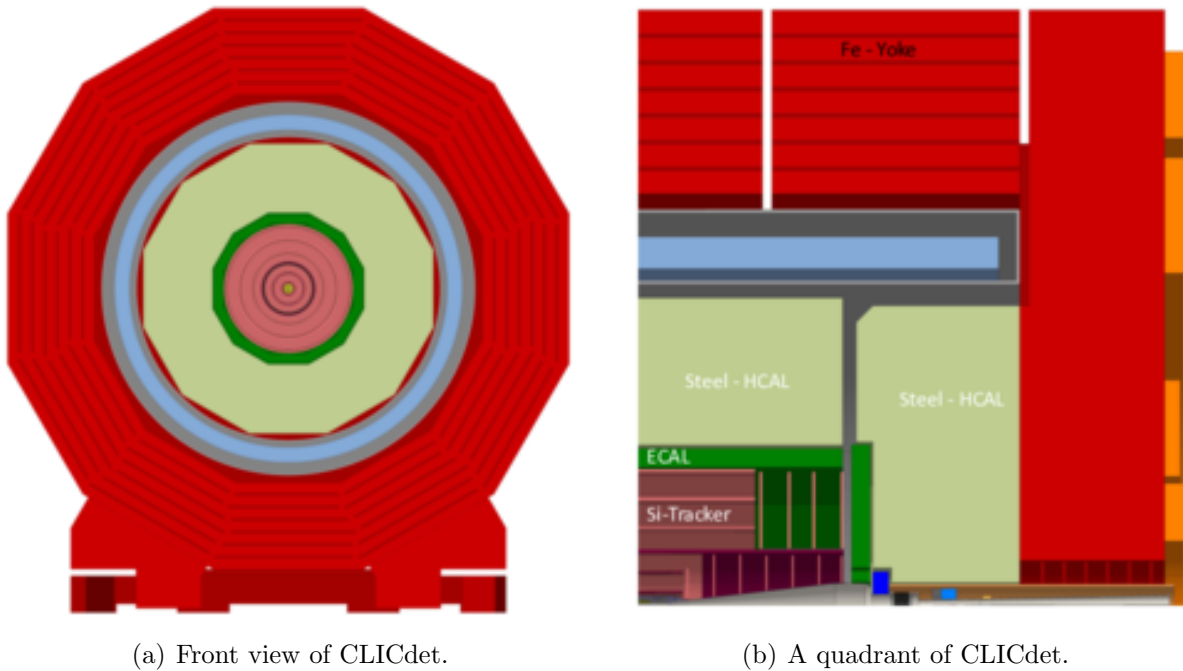 Fe - Yoke
Steel - HCAL
Steel - HCAL
ECAL
Si-Tracker
(a) Front view of CLICdet.
(b) A quadrant of CLICdet.